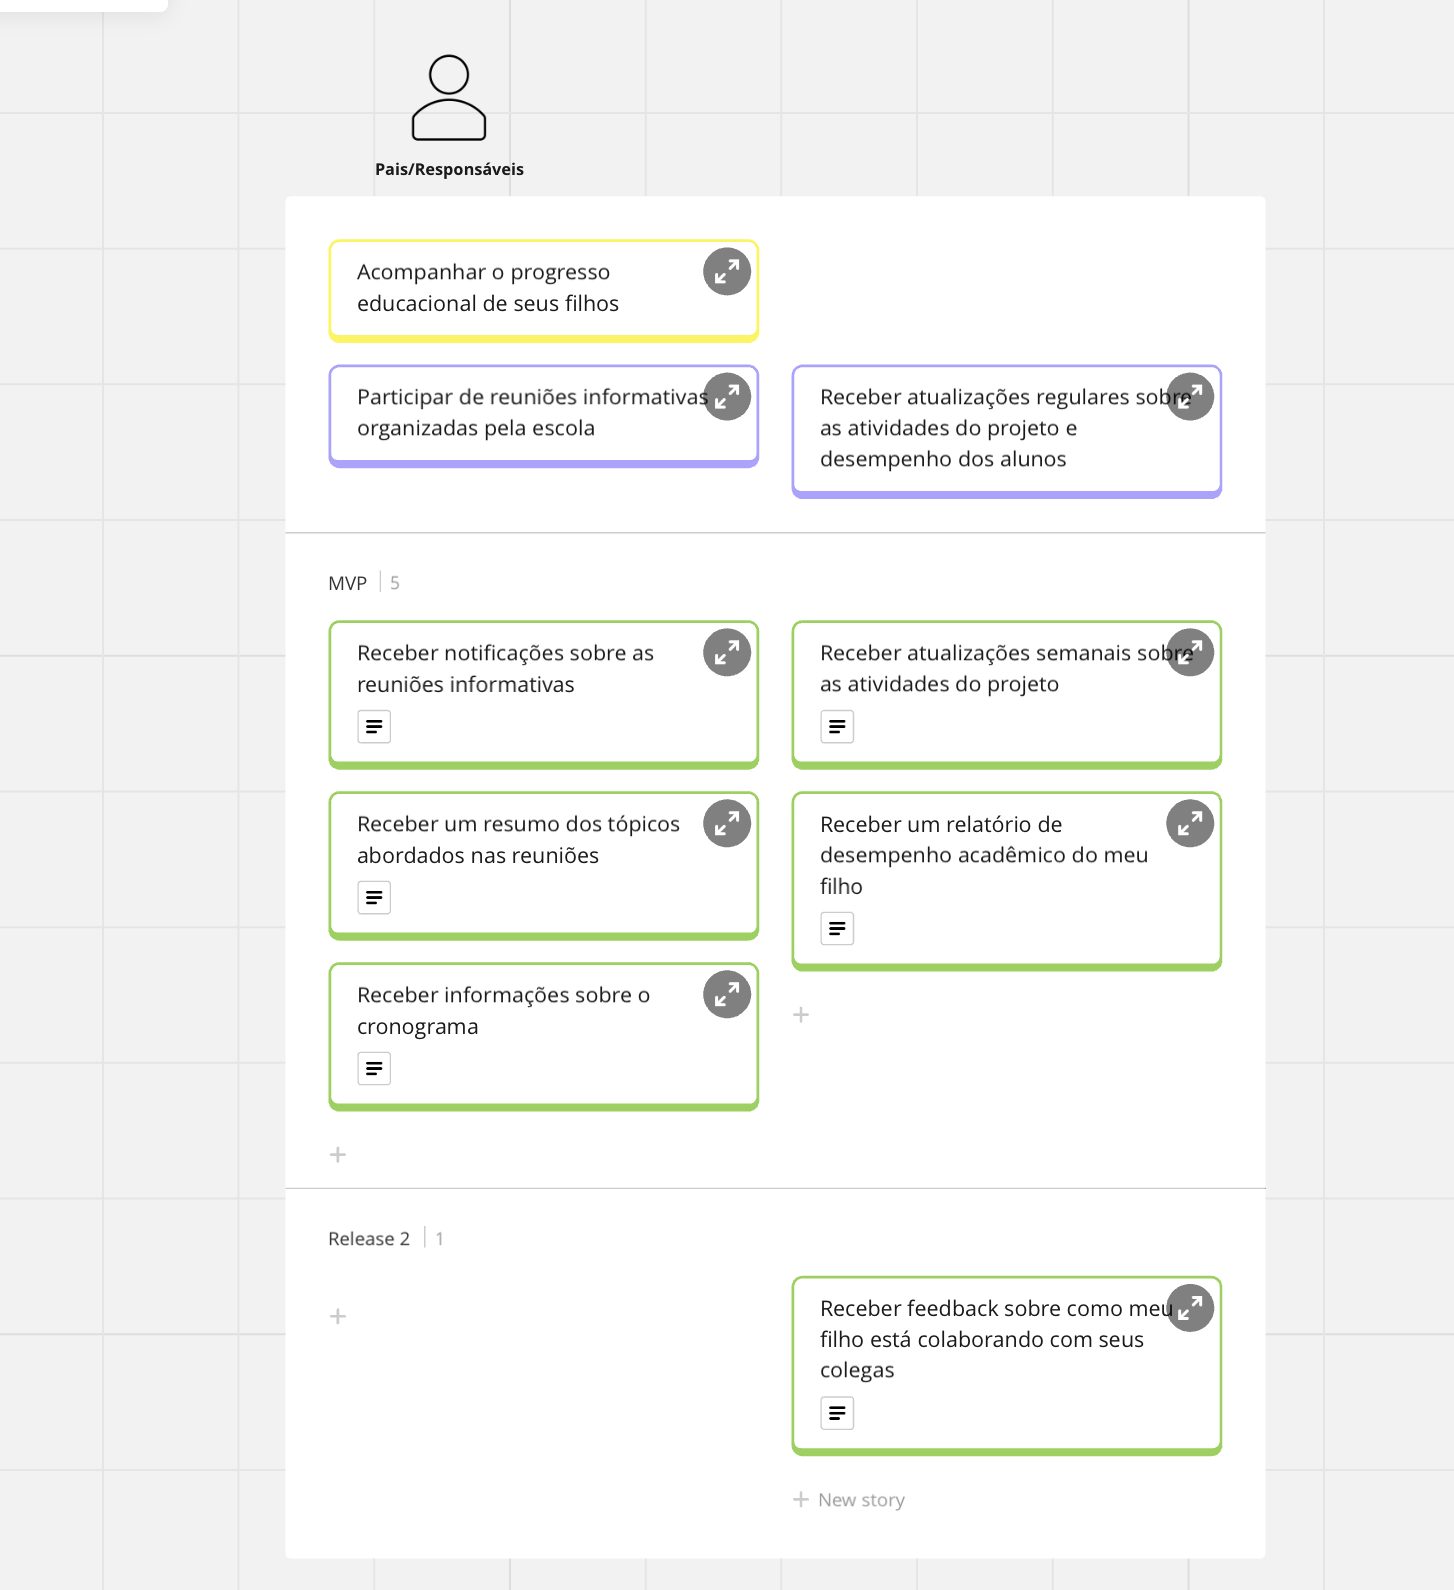 Pais/Responsáveis
Acompanhar o progresso
educacional de seus filhos
Participar de reuniões informativas
organizadas pela escola
Receber atualizações regulares sobre
as atividades do projeto e
desempenho dos alunos
MVP 5
Receber notificações sobre as
reuniões informativas
Receber atualizações semanais sobre
as atividades do projeto
Receber um resumo dos tópicos
abordados nas reuniões
Receber um relatório de
desempenho acadêmico do meu
filho
Receber informações sobre o
cronograma
Release 2 1
Receber feedback sobre como meu
filho está colaborando com seus
colegas
New story